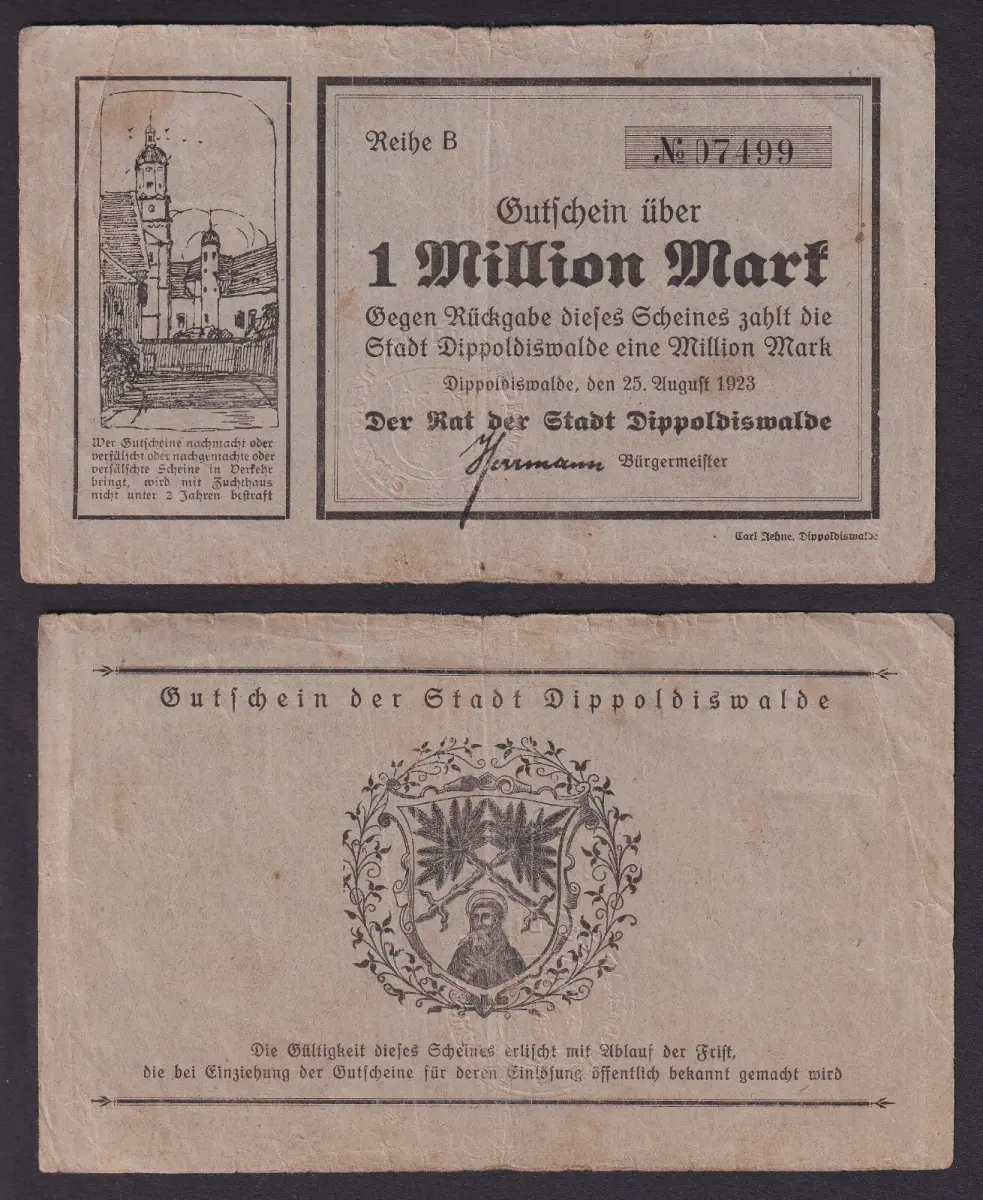 Reihe B
№ 07499
Gutschein über
1 Million Mark
Gegen Rückgabe dieses Scheines zahlt die
Stadt Dippoldiswalde eine Million Mark
Dippoldiswalde, den 25. August 1923
Der Rat der Stadt Dippoldiswalde
Herrmann Bürgermeister
Wer Gutscheine nachmacht oder
verfälscht oder nachgemachte oder
verfälschte Scheine in Verkehr
bringt, wird mit Zuchthaus
nicht unter 2 Jahren bestraft
Carl Jehne, Dippoldiswalde
Gutschein der Stadt Dippoldiswalde
Die Gültigkeit dieses Scheines erlischt mit Ablauf der Frist,
die bei Einziehung der Gutscheine für deren Einlösung öffentlich bekannt gemacht wird